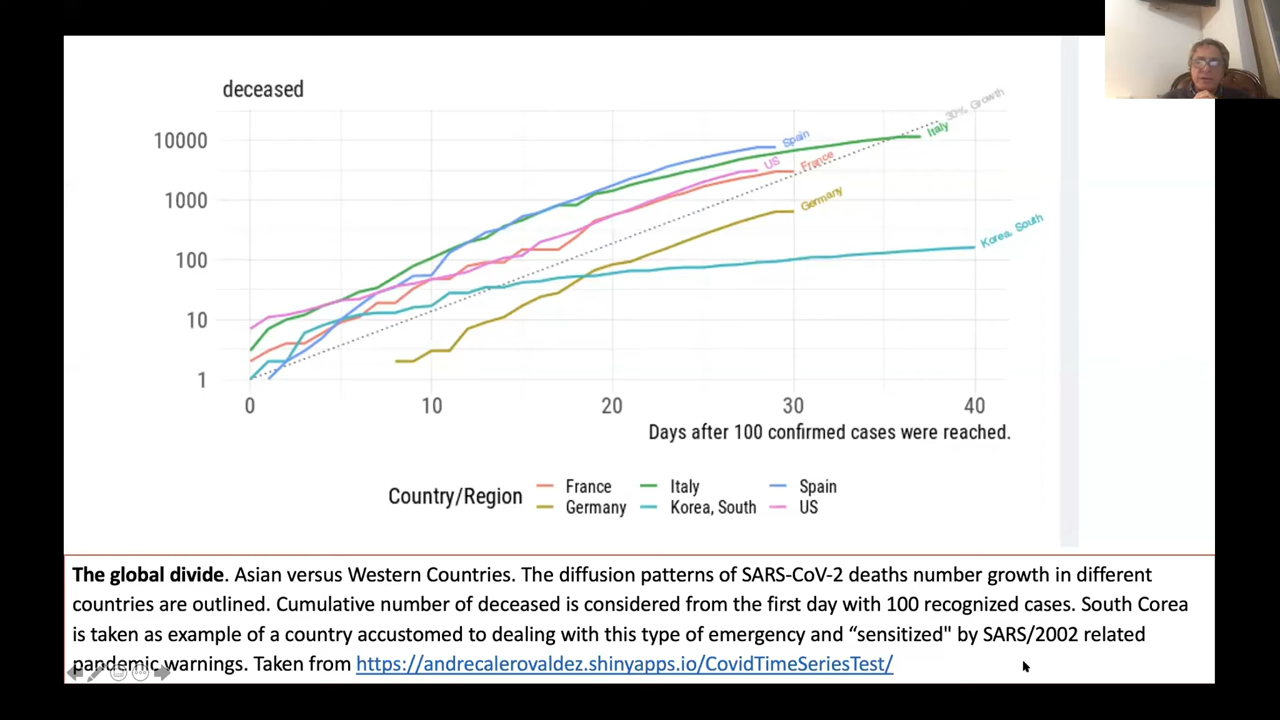 deceased
10000
1000
100
10
1
30% Growth
Italy
Spain
US
France
Germany
Korea, South
0 10 20 30 40
Days after 100 confirmed cases were reached.
Country/Region
France Italy Spain
Germany Korea, South US
The global divide. Asian versus Western Countries. The diffusion patterns of SARS-CoV-2 deaths number growth in different
countries are outlined. Cumulative number of deceased is considered from the first day with 100 recognized cases. South Corea
is taken as example of a country accustomed to dealing with this type of emergency and “sensitized" by SARS/2002 related
pandemic warnings. Taken from https://andrecalerovaldez.shinyapps.io/CovidTimeSeriesTest/